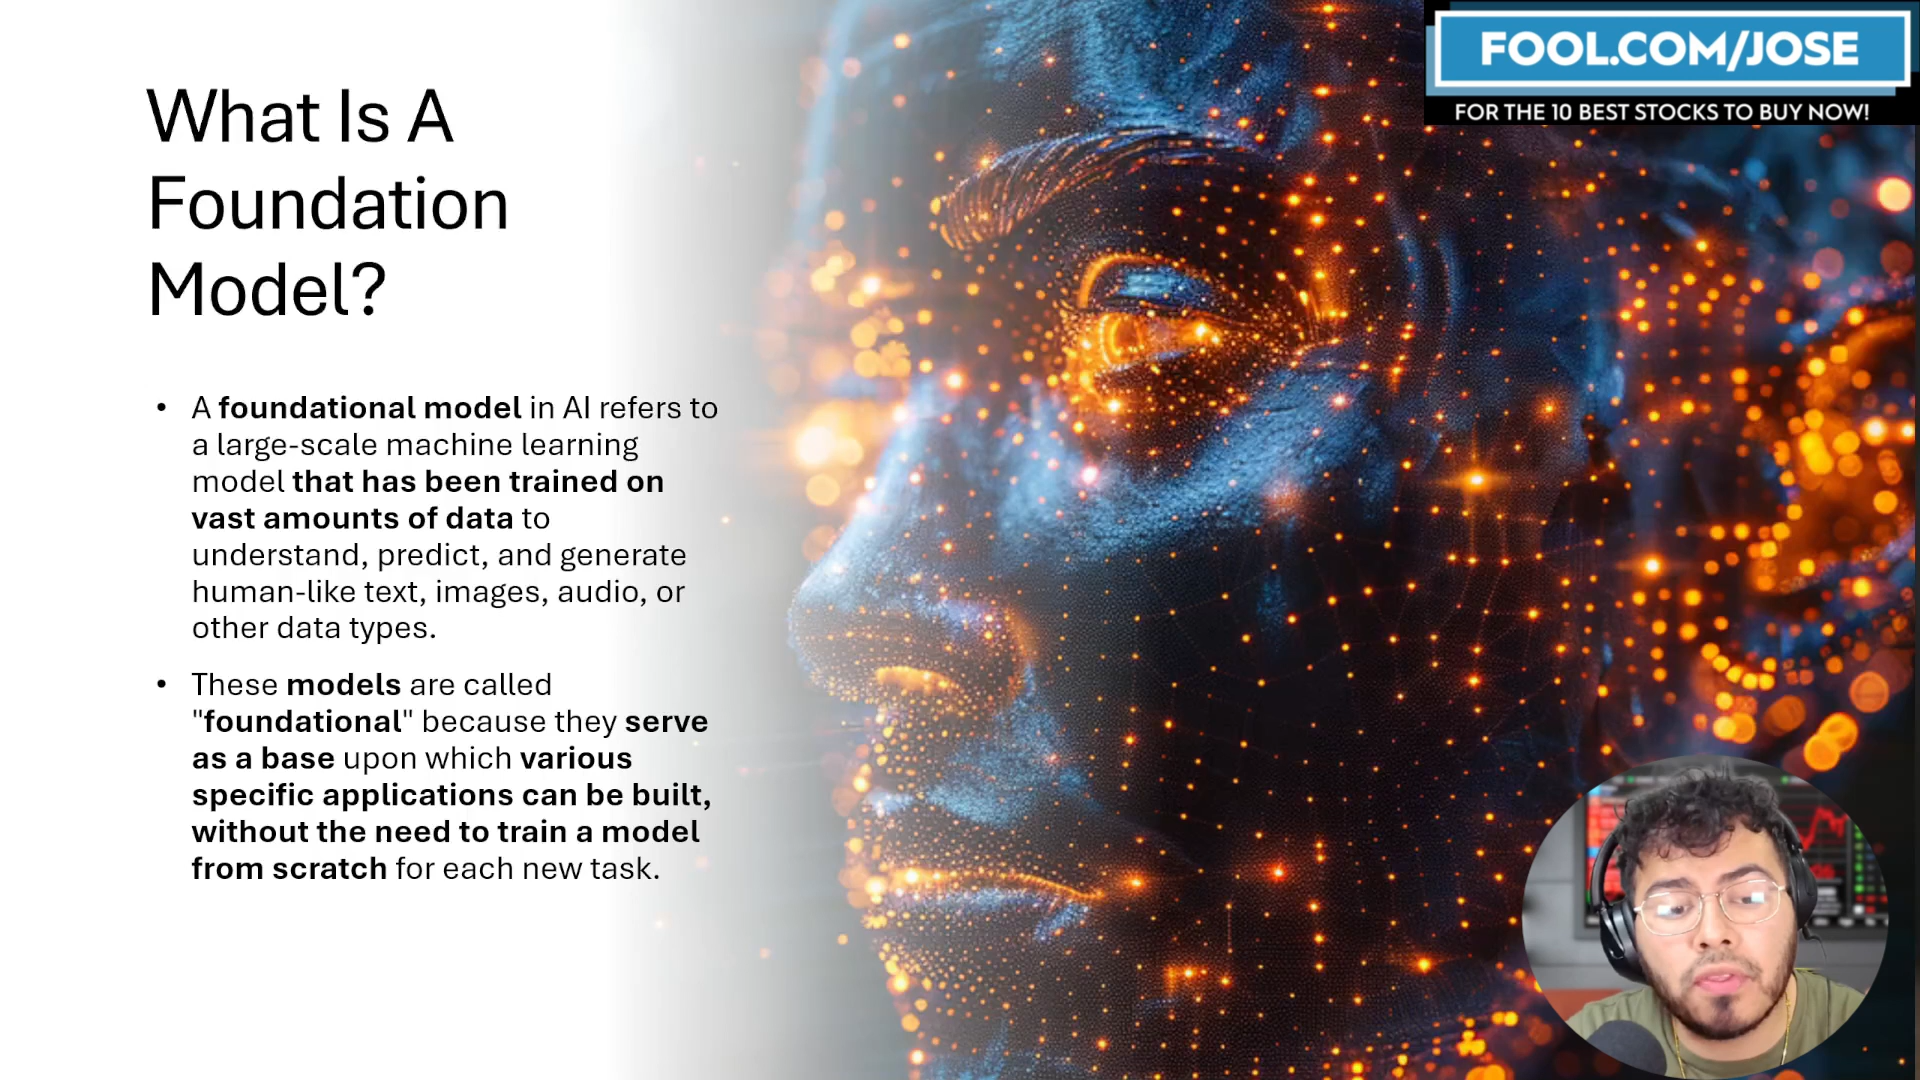 What Is A
Foundation
Model?
• A foundational model in AI refers to
a large-scale machine learning
model that has been trained on
vast amounts of data to
understand, predict, and generate
human-like text, images, audio, or
other data types.
• These models are called
"foundational" because they serve
as a base upon which various
specific applications can be built,
without the need to train a model
from scratch for each new task.
FOOL.COM/JOSE
FOR THE 10 BEST STOCKS TO BUY NOW!